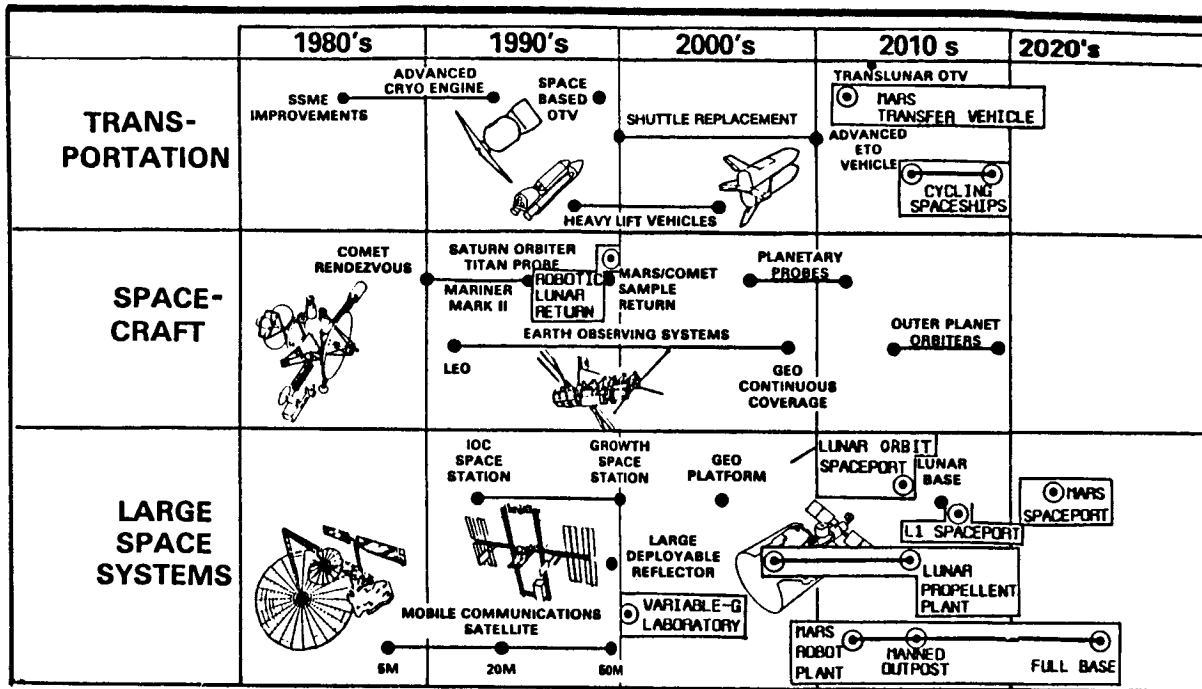 1980's
1990's
2000's
2010 s
2020's
TRANS-
PORTATION
SSME
IMPROVEMENTS
ADVANCED
CRYO ENGINE
SPACE
BASED
OTV
HEAVY LIFT VEHICLES
SHUTTLE REPLACEMENT
TRANSLUNAR OTV
MARS
TRANSFER VEHICLE
ADVANCED
ETO
VEHICLE
CYCLING
SPACESHIPS
SPACE-
CRAFT
COMET
RENDEZVOUS
SATURN ORBITER
TITAN PROBE
MARINER
MARK II
ROBOTIC
LUNAR
RETURN
MARS/COMET
SAMPLE
RETURN
PLANETARY
PROBES
EARTH OBSERVING SYSTEMS
LEO
GEO
CONTINUOUS
COVERAGE
OUTER PLANET
ORBITERS
LARGE
SPACE
SYSTEMS
IOC
SPACE
STATION
GROWTH
SPACE
STATION
GEO
PLATFORM
LUNAR ORBIT
SPACEPORT
LUNAR
BASE
L1 SPACEPORT
MARS
SPACEPORT
LARGE
DEPLOYABLE
REFLECTOR
LUNAR
PROPELLENT
PLANT
VARIABLE-G
LABORATORY
MOBILE COMMUNICATIONS
SATELLITE
5M
20M
60M
MARS
ROBOT
PLANT
MANNED
OUTPOST
FULL BASE